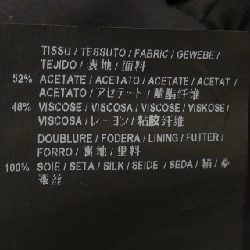 TISSU / TESSUTO / FABRIC / GEWEBE /
TEJIDO / 表地 / 面料
52% ACETATE / ACETATO / ACETATE / ACETAT /
ACETATO / アセテート / 醋酯纤维
48% VISCOSE / VISCOSA / VISCOSE / VISKOSE /
VISCOSA / レーヨン / 粘胶纤维
DOUBLURE / FODERA / LINING / FUTTER /
FORRO / 裏地 / 里料
100% SOIE / SETA / SILK / SEIDE / SEDA / 絹 /